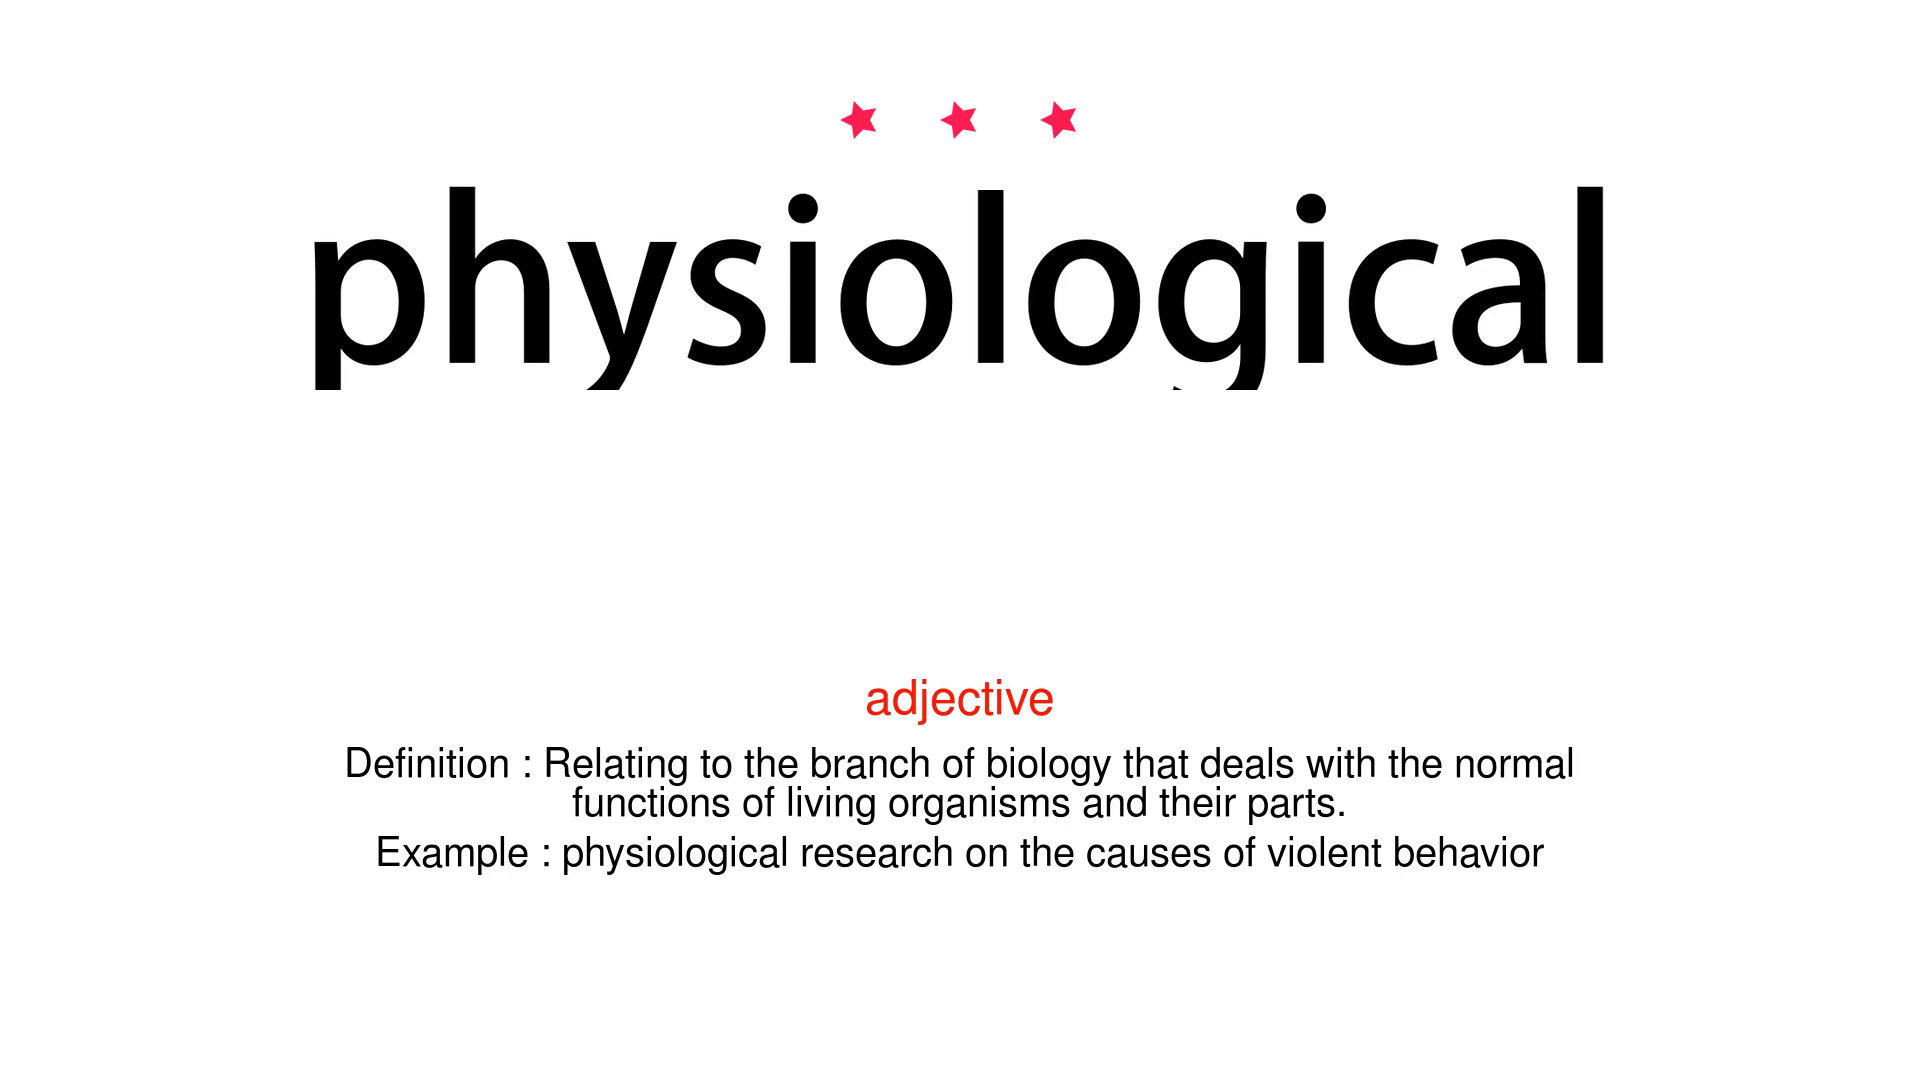 physiological
adjective
Definition : Relating to the branch of biology that deals with the normal
functions of living organisms and their parts.
Example : physiological research on the causes of violent behavior